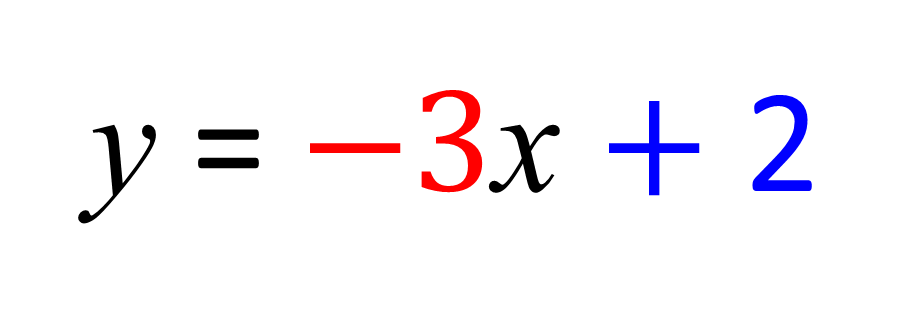 y = −3x + 2